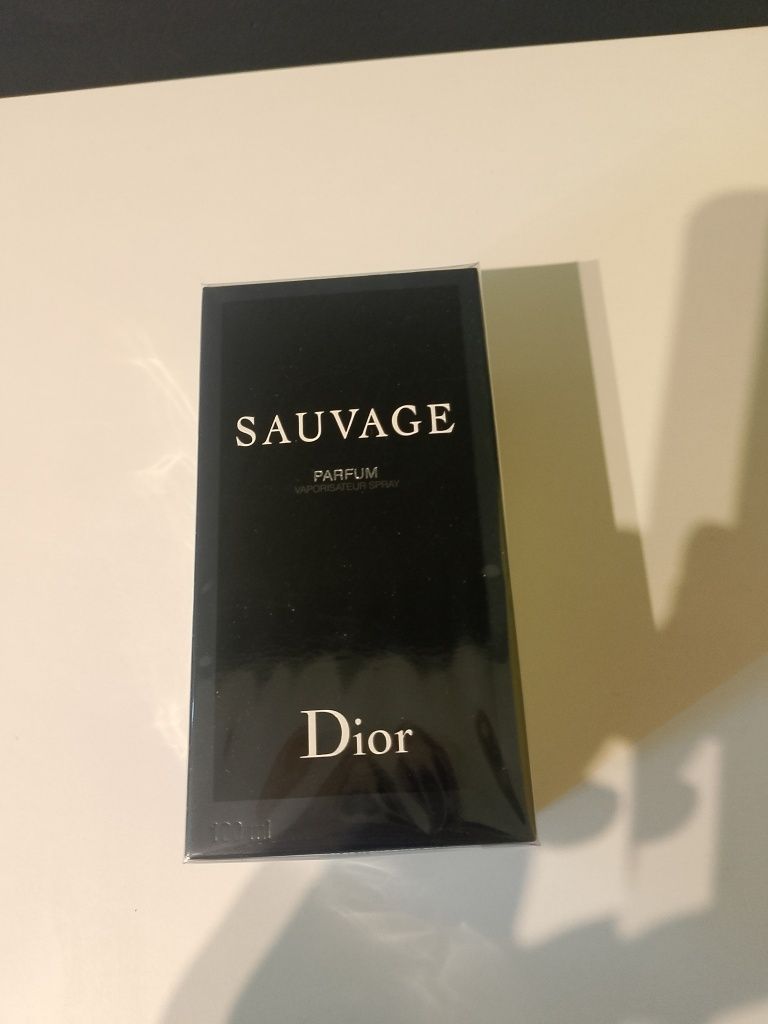 SAUVAGE
PARFUM
VAPORISATEUR SPRAY
Dior
100 ml